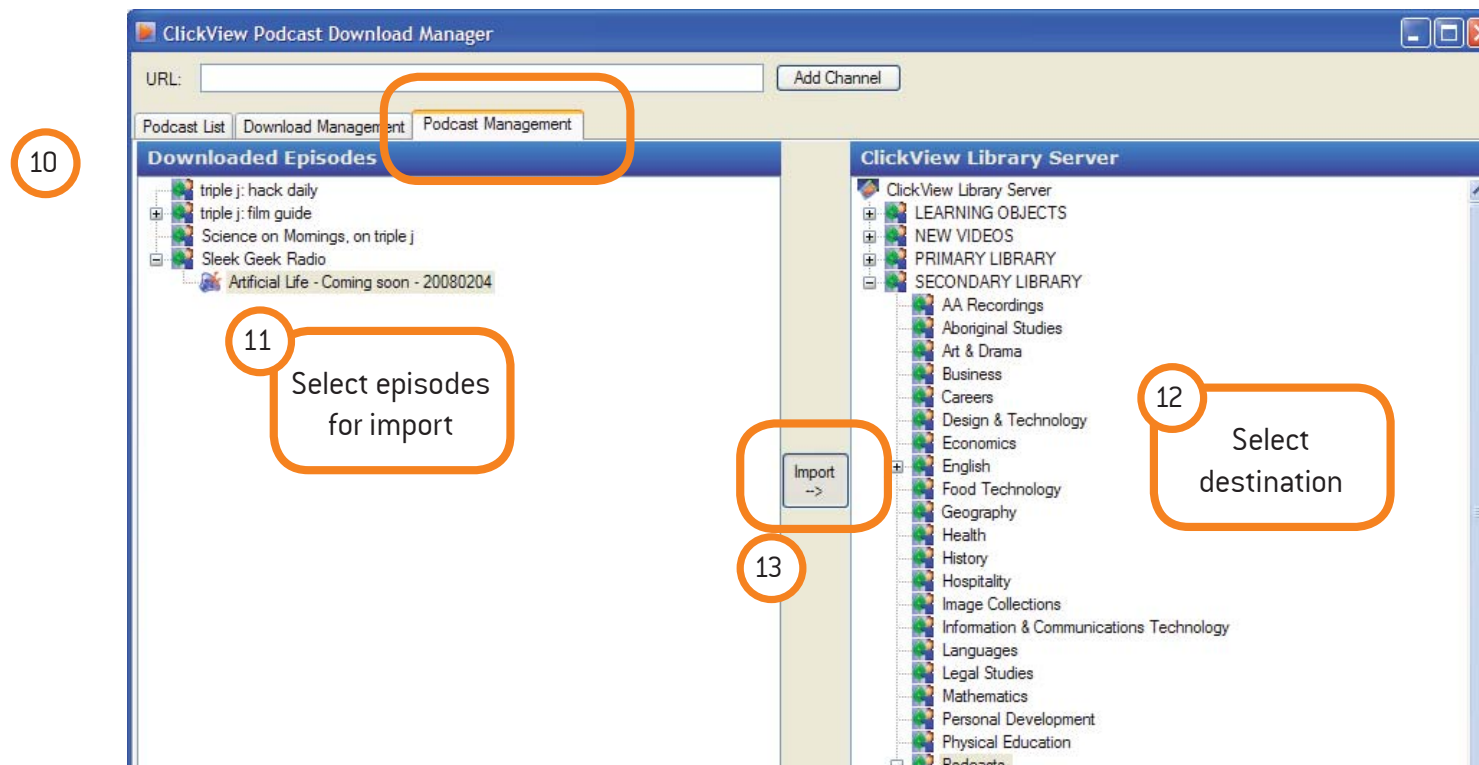 ClickView Podcast Download Manager
URL:
Add Channel
Podcast List
Download Management
Podcast Management
10
Downloaded Episodes
triple j: hack daily
triple j: film guide
Science on Mornings, on triple j
Sleek Geek Radio
Artificial Life - Coming soon - 20080204
11
Select episodes
for import
Import
-->
13
ClickView Library Server
ClickView Library Server
LEARNING OBJECTS
NEW VIDEOS
PRIMARY LIBRARY
SECONDARY LIBRARY
AA Recordings
Aboriginal Studies
Art & Drama
Business
Careers
Design & Technology
Economics
English
Food Technology
Geography
Health
History
Hospitality
Image Collections
Information & Communications Technology
Languages
Legal Studies
Mathematics
Personal Development
Physical Education
Podcasts
12
Select
destination